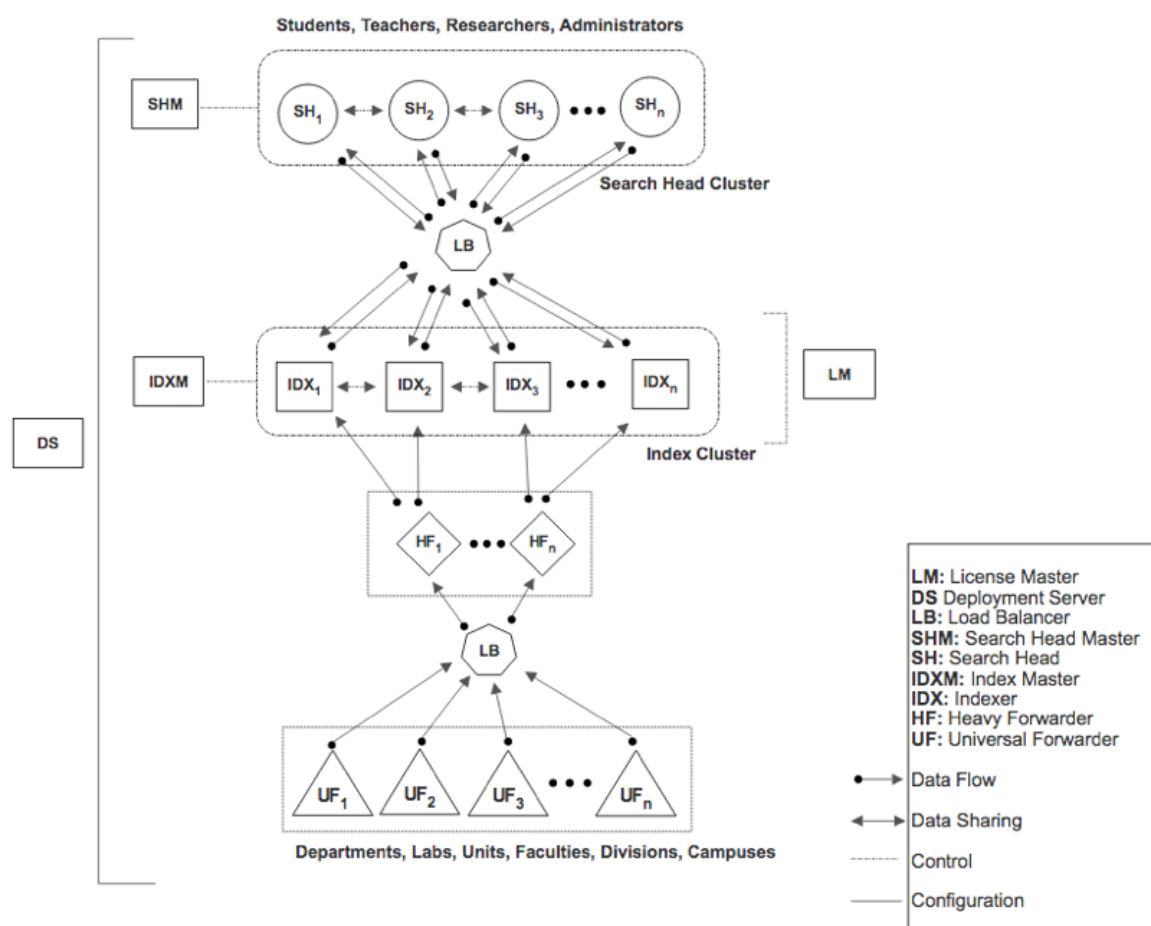 Students, Teachers, Researchers, Administrators
SHM
SH1
SH2
SH3
SHn
Search Head Cluster
LB
IDXM
IDX1
IDX2
IDX3
IDXn
LM
Index Cluster
DS
HF1
HFn
LB
UF1
UF2
UF3
UFn
Departments, Labs, Units, Faculties, Divisions, Campuses
LM: License Master
DS Deployment Server
LB: Load Balancer
SHM: Search Head Master
SH: Search Head
IDXM: Index Master
IDX: Indexer
HF: Heavy Forwarder
UF: Universal Forwarder
Data Flow
Data Sharing
Control
Configuration